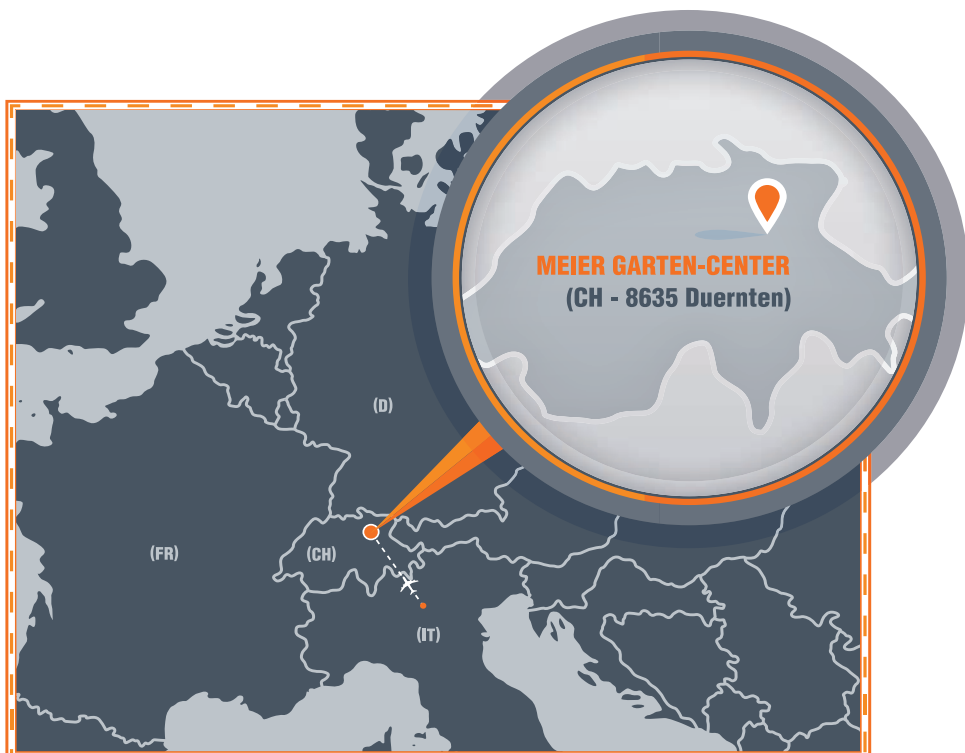 MEIER GARTEN-CENTER
(CH - 8635 Duernten)
(D)
(FR)
(CH)
(IT)